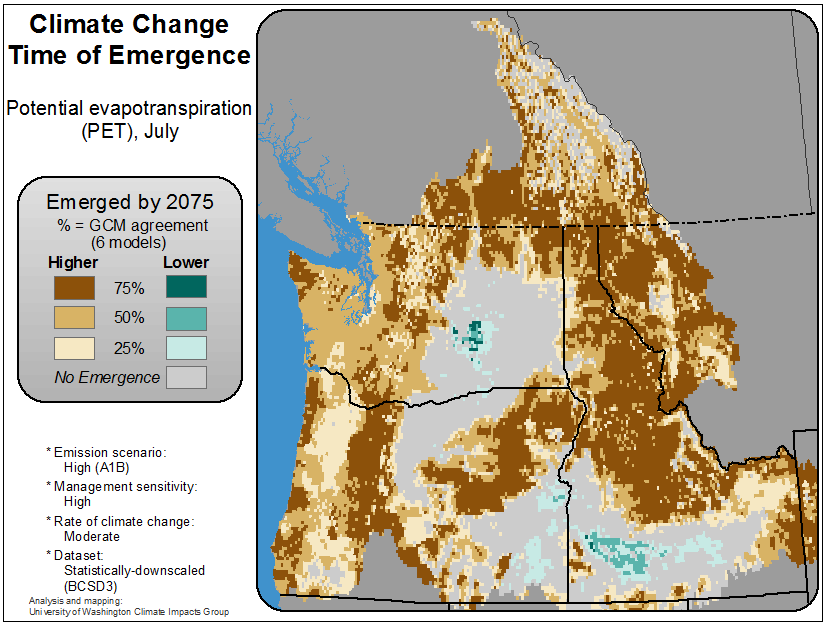 Climate Change
Time of Emergence
Potential evapotranspiration
(PET), July
Emerged by 2075
% = GCM agreement
(6 models)
Higher Lower
75%
50%
25%
No Emergence
* Emission scenario:
High (A1B)
* Management sensitivity:
High
* Rate of climate change:
Moderate
* Dataset:
Statistically-downscaled
(BCSD3)
Analysis and mapping:
University of Washington Climate Impacts Group